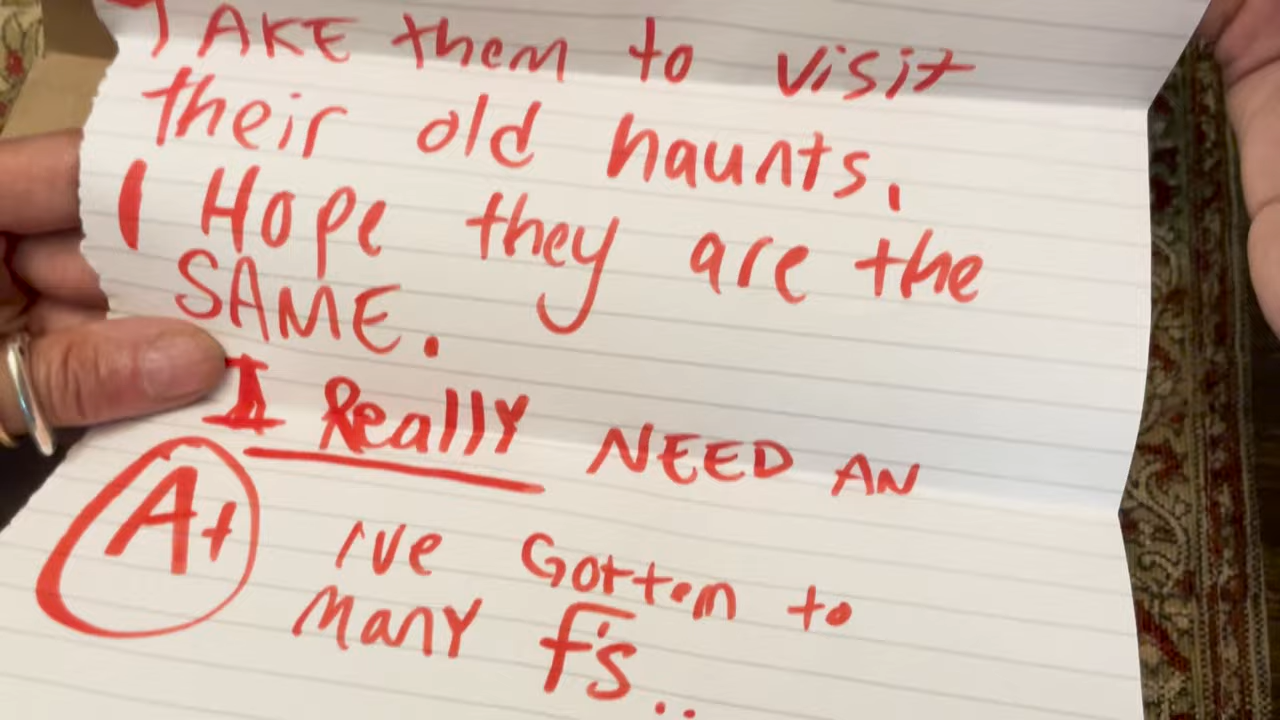 TAKE them to visit
their old haunts,
I Hope they are the
SAME.
I Really NEED AN
A+ I've Gotten to
many F's..